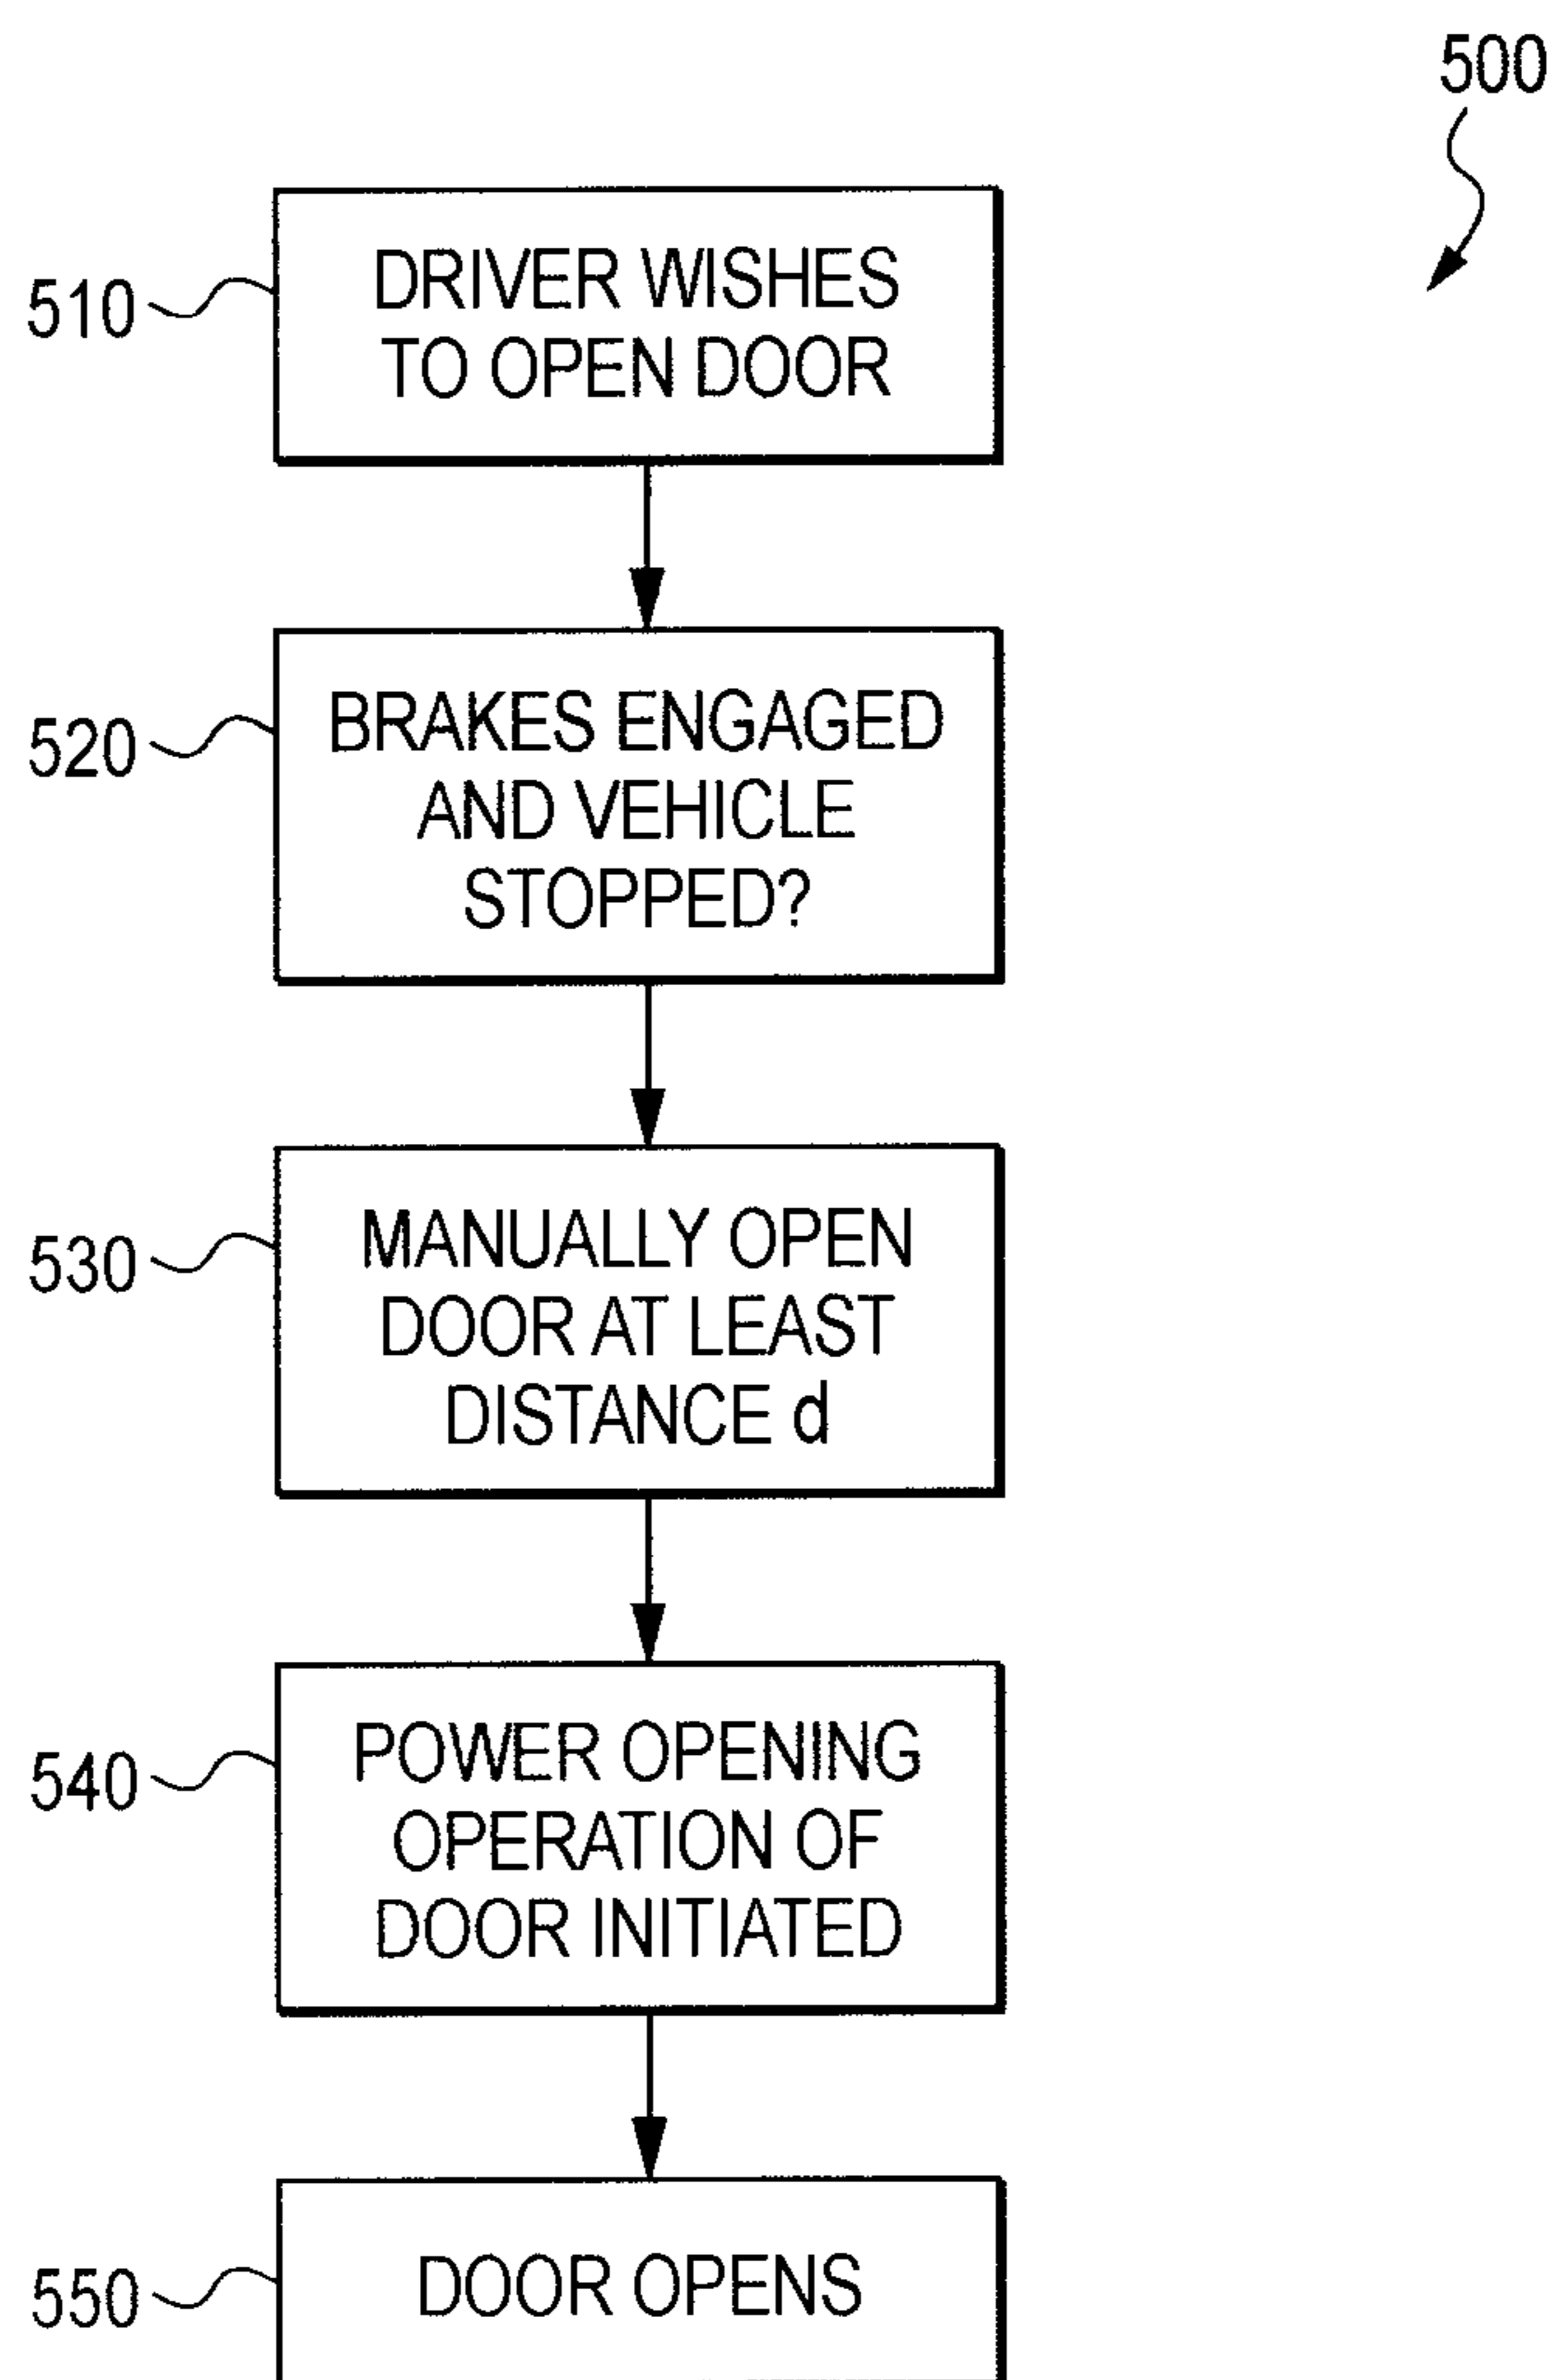 500
510
DRIVER WISHES
TO OPEN DOOR
520
BRAKES ENGAGED
AND VEHICLE
STOPPED?
530
MANUALLY OPEN
DOOR AT LEAST
DISTANCE d
540
POWER OPENING
OPERATION OF
DOOR INITIATED
550
DOOR OPENS